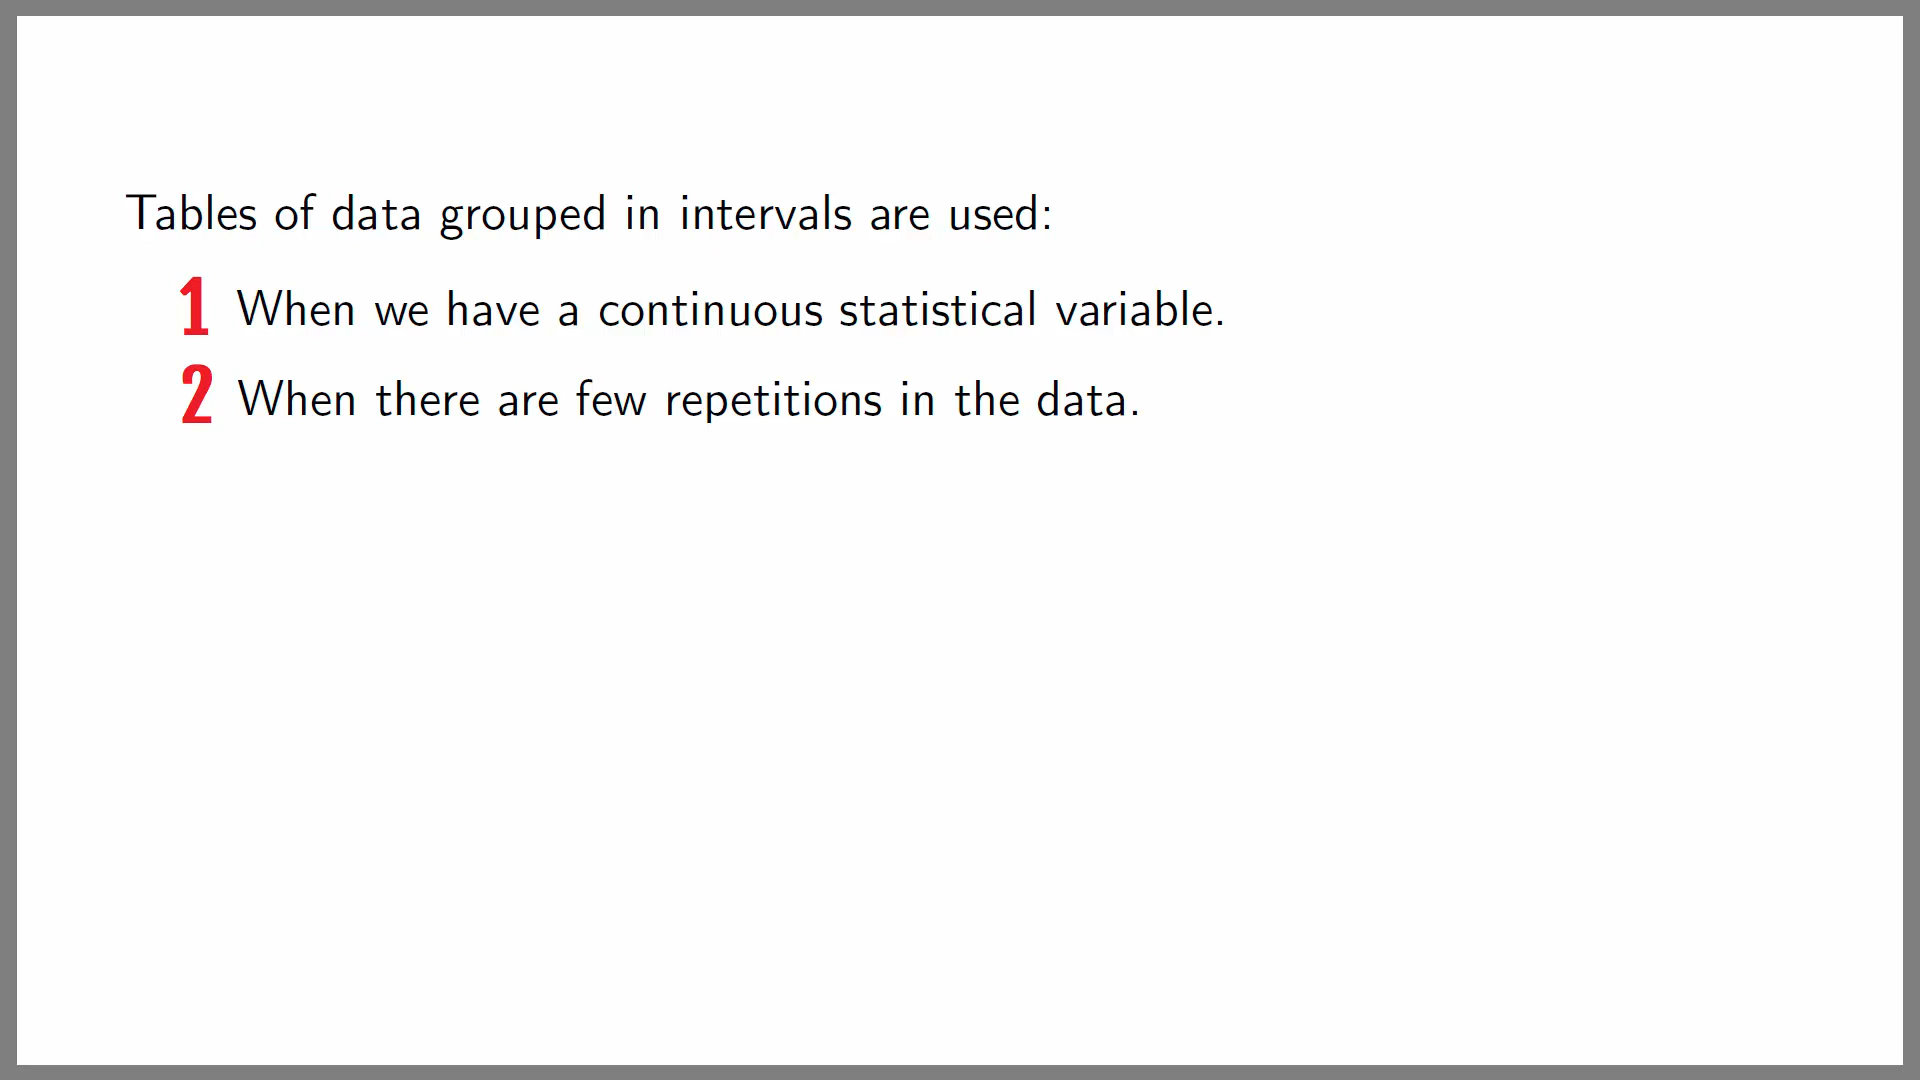 Tables of data grouped in intervals are used:
1 When we have a continuous statistical variable.
2 When there are few repetitions in the data.